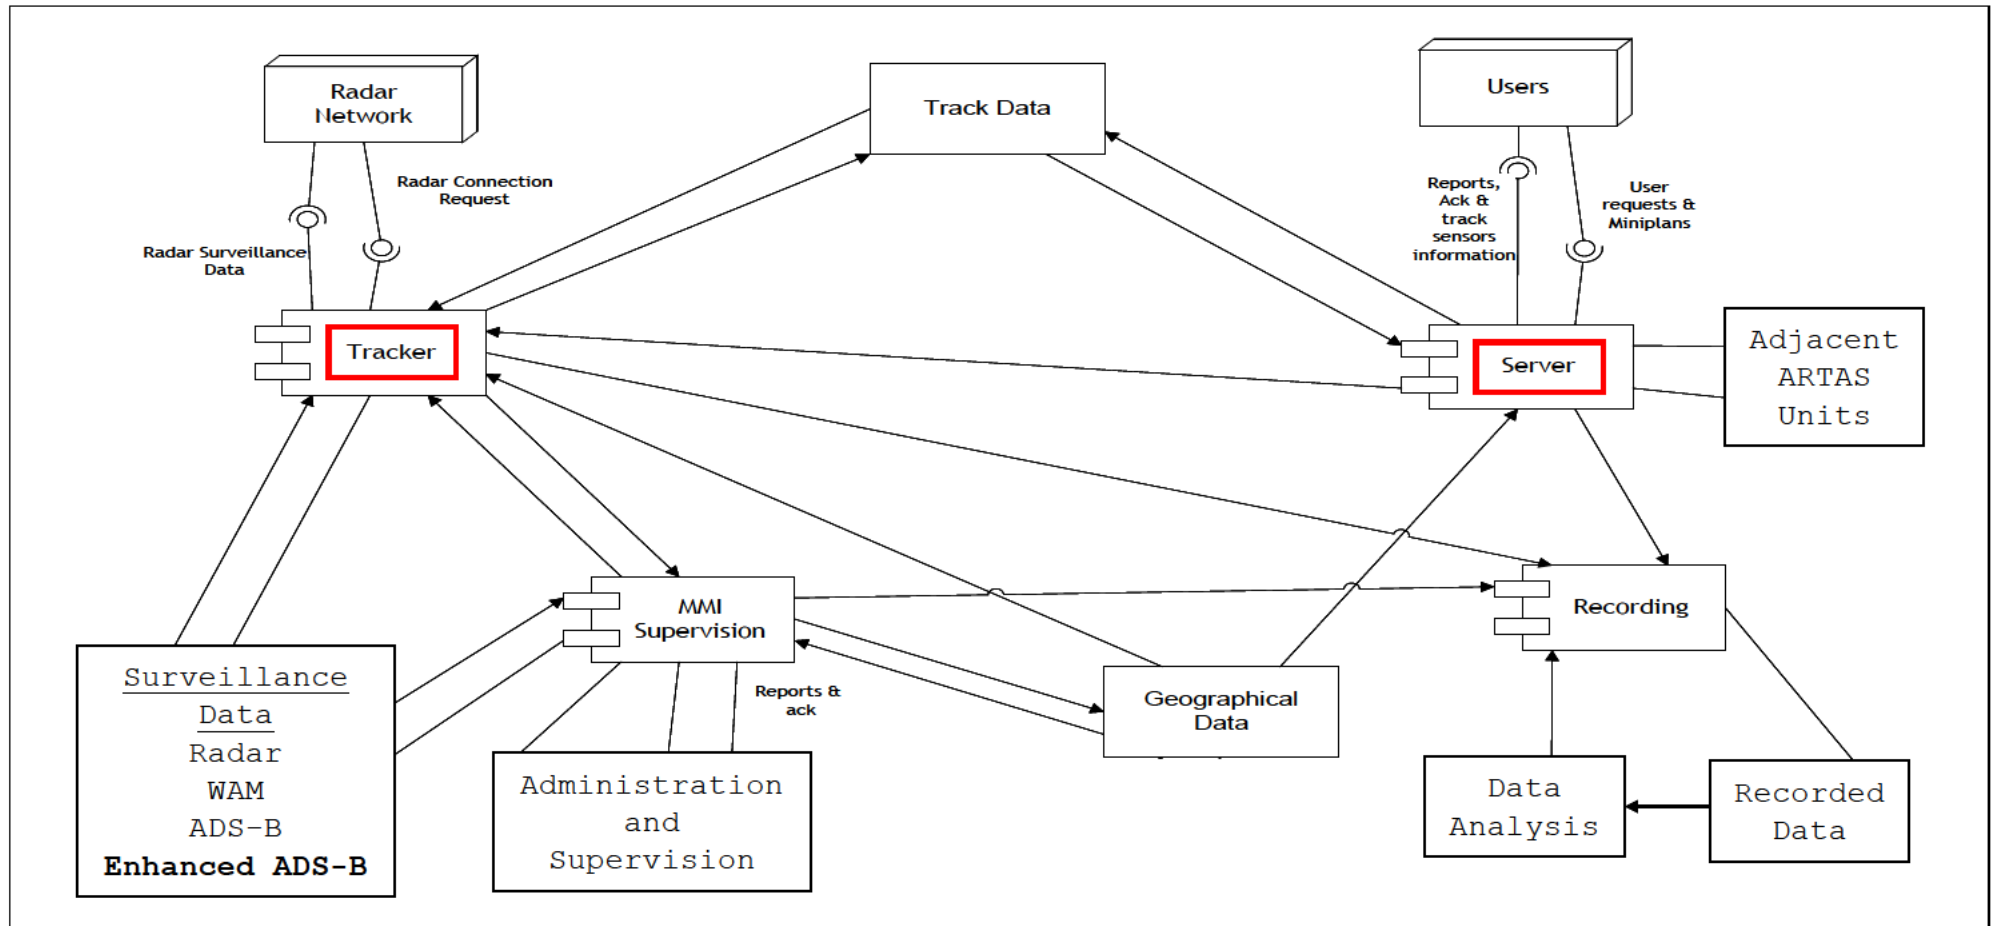 Radar
Network
Track Data
Users
Radar Connection
Request
Radar Surveillance
Data
Reports,
Ack &
track
sensors
information
User
requests &
Miniplans
Tracker
Server
Adjacent
ARTAS
Units
MMI
Supervision
Recording
Reports &
ack
Geographical
Data
Surveillance
Data
Radar
WAM
ADS-B
Enhanced ADS-B
Administration
and
Supervision
Data
Analysis
Recorded
Data